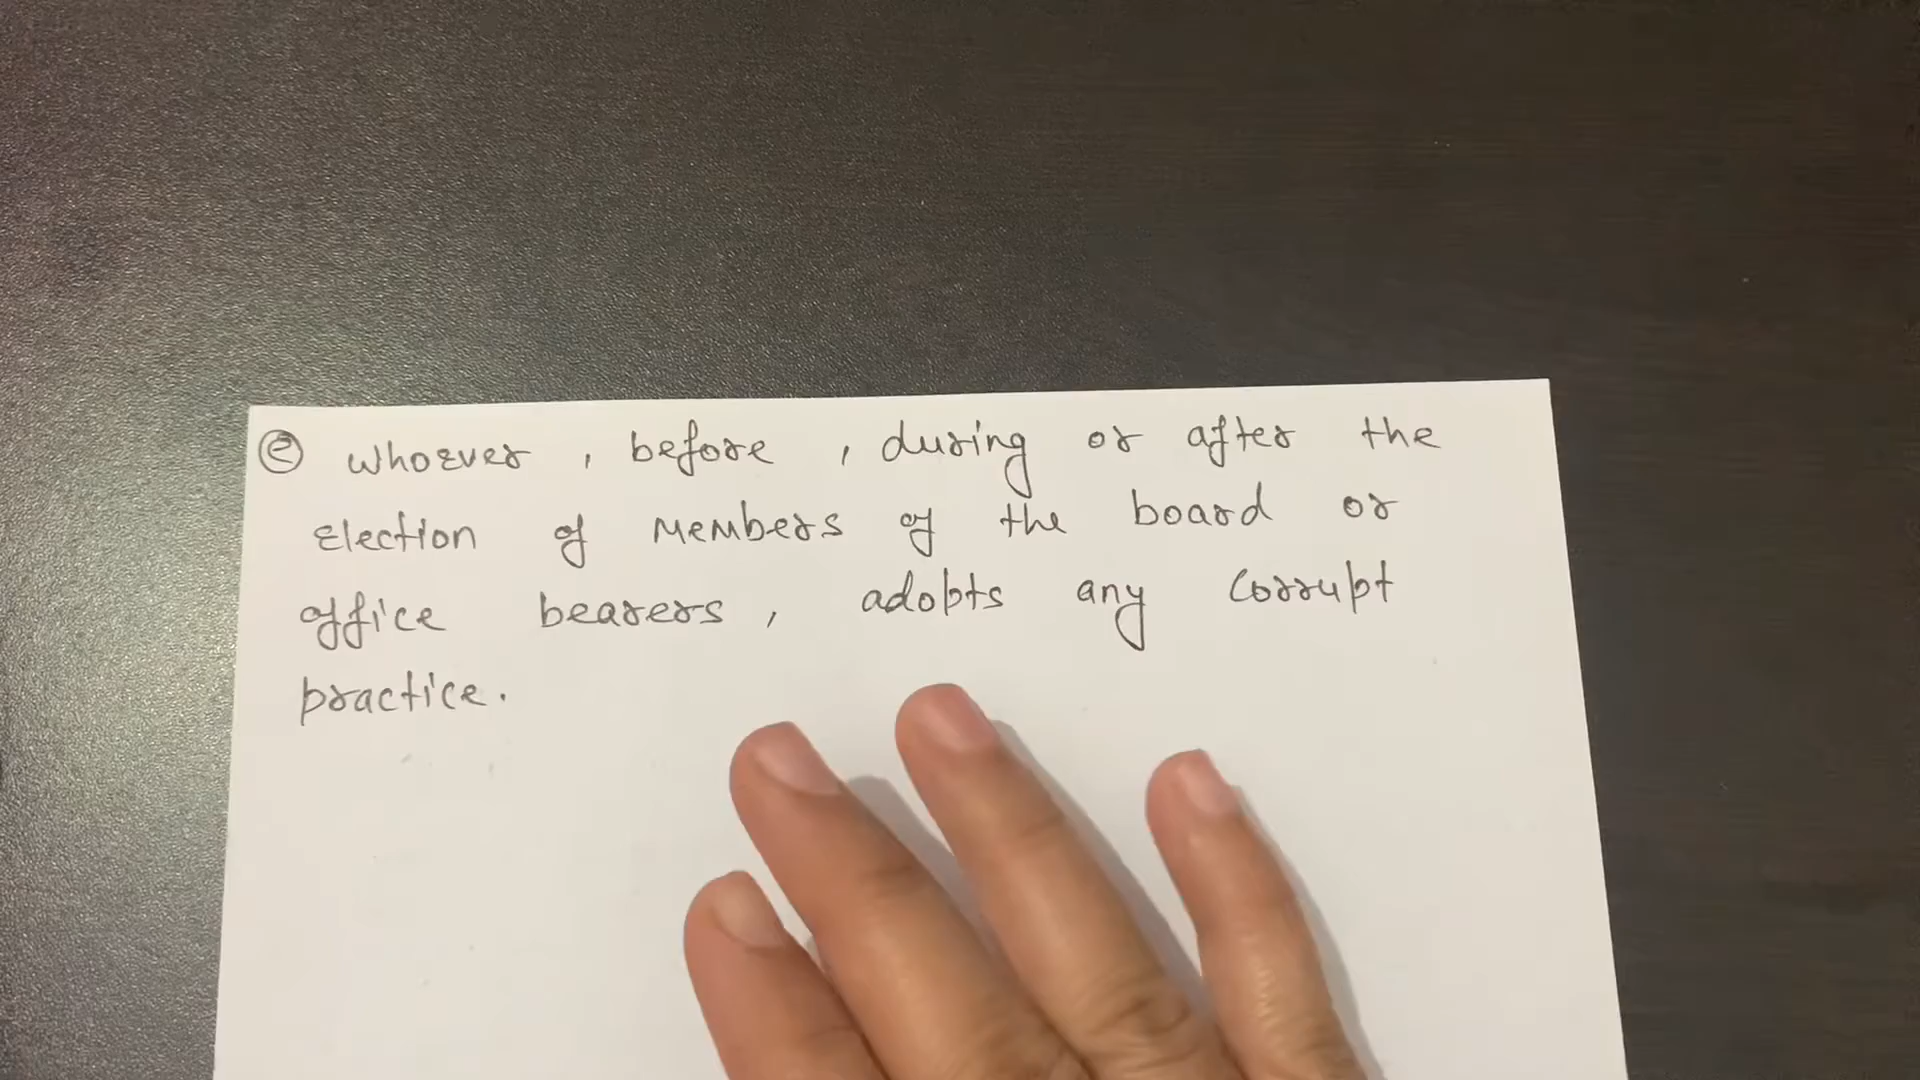 ⓔ Whoever, before, during or after the
election of members of the board or
office bearers, adopts any corrupt
practice.